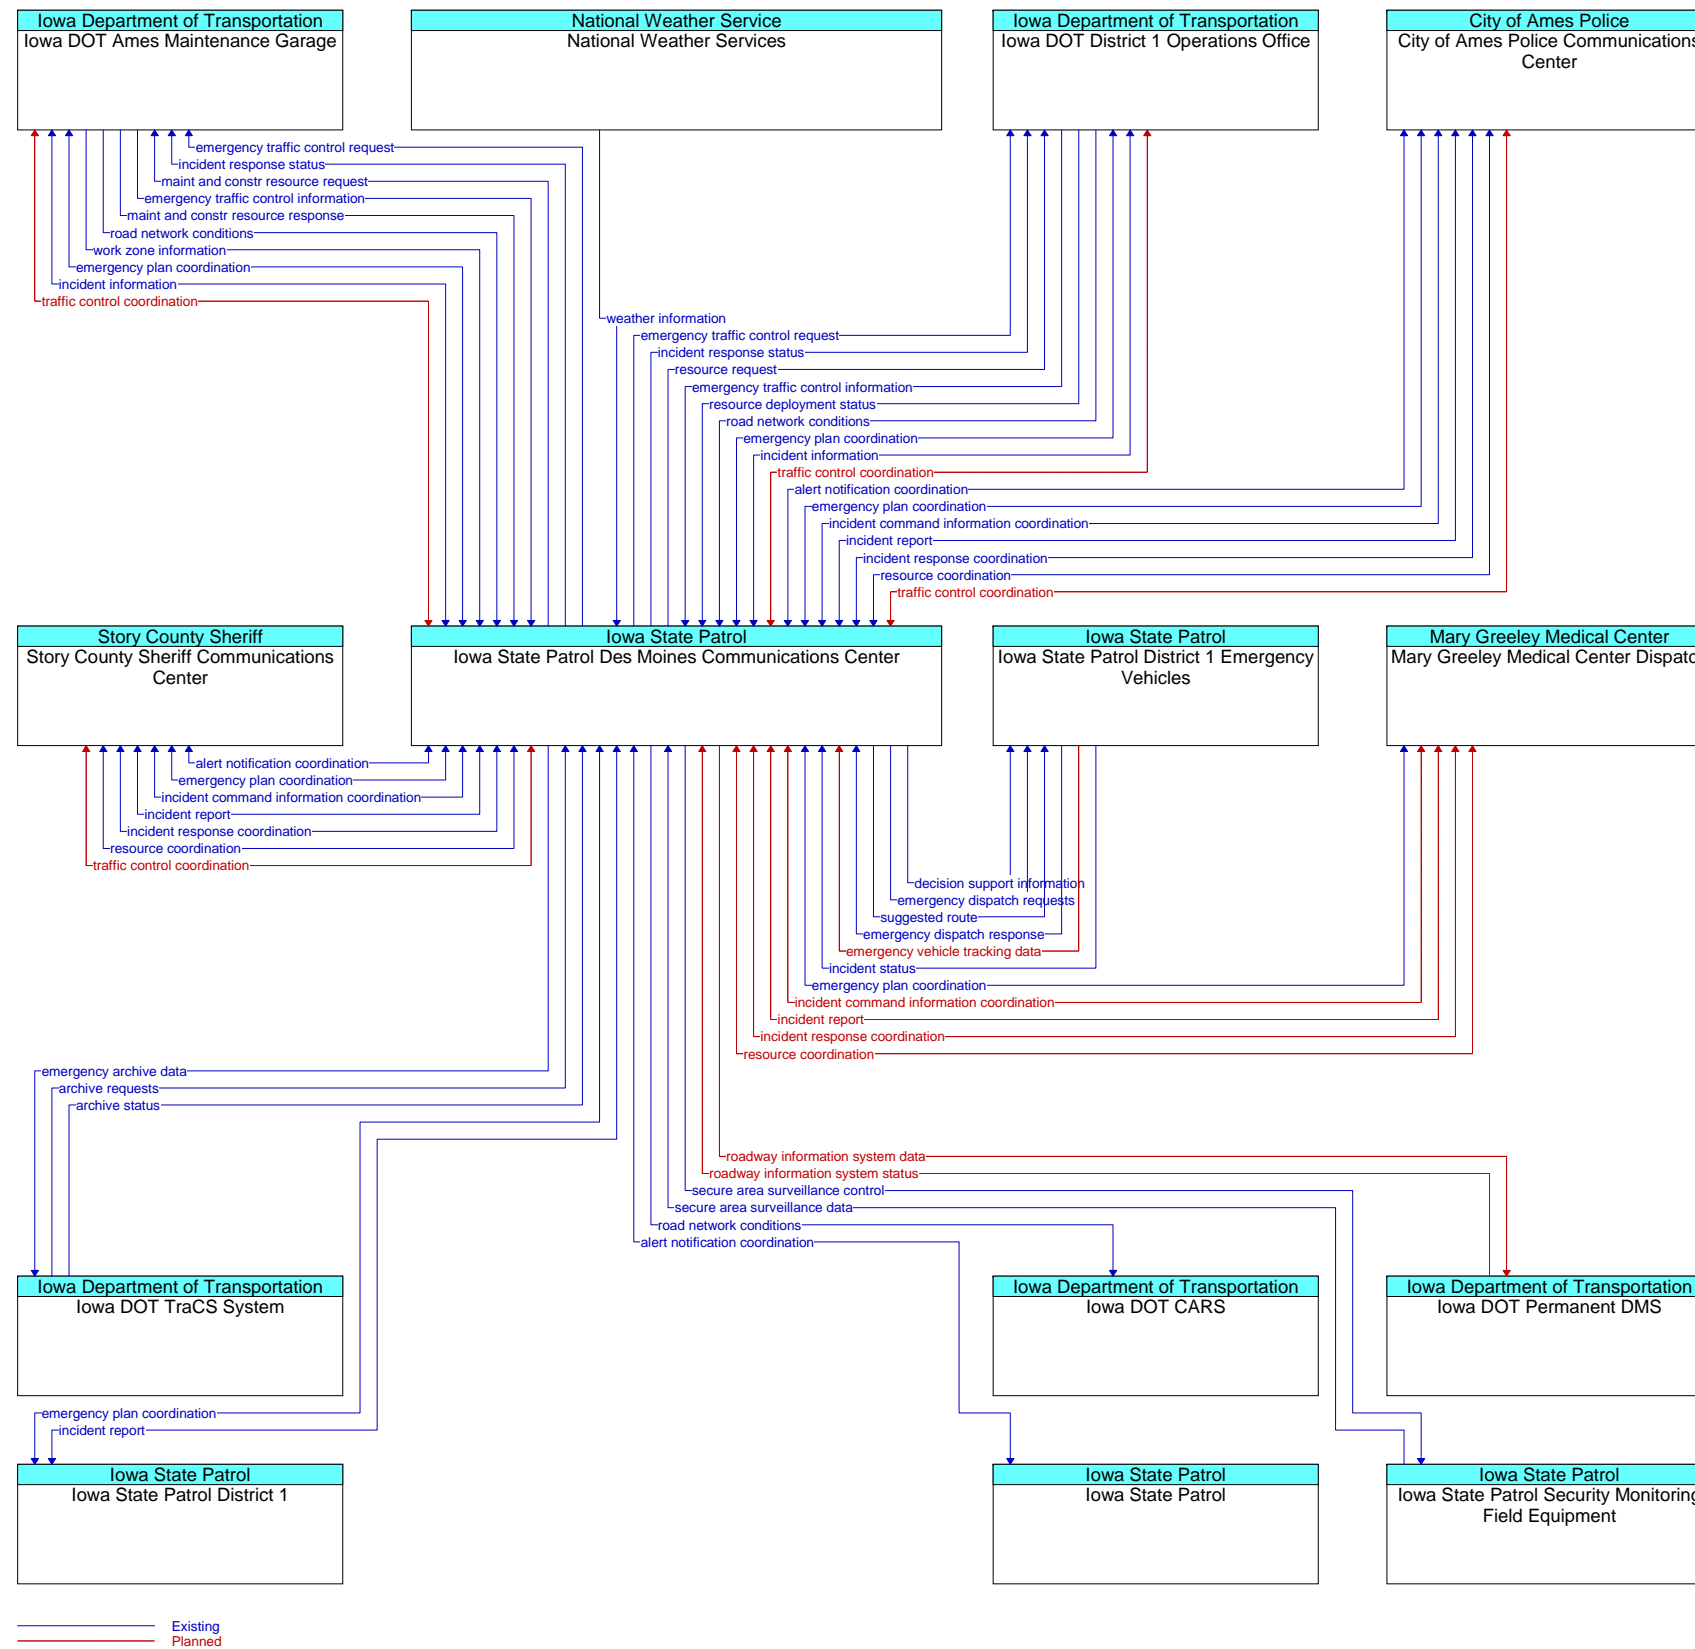 Iowa Department of Transportation
Iowa DOT Ames Maintenance Garage
National Weather Service
National Weather Services
Iowa Department of Transportation
Iowa DOT District 1 Operations Office
City of Ames Police
City of Ames Police Communications
Center
emergency traffic control request
incident response status
maint and constr resource request
emergency traffic control information
maint and constr resource response
road network conditions
work zone information
emergency plan coordination
incident information
traffic control coordination
weather information
emergency traffic control request
incident response status
resource request
emergency traffic control information
resource deployment status
road network conditions
emergency plan coordination
incident information
traffic control coordination
alert notification coordination
emergency plan coordination
incident command information coordination
incident report
incident response coordination
resource coordination
traffic control coordination
Story County Sheriff
Story County Sheriff Communications
Center
Iowa State Patrol
Iowa State Patrol Des Moines Communications Center
Iowa State Patrol
Iowa State Patrol District 1 Emergency
Vehicles
Mary Greeley Medical Center
Mary Greeley Medical Center
alert notification coordination
emergency plan coordination
incident command information coordination
incident report
incident response coordination
resource coordination
traffic control coordination
decision support information
emergency dispatch requests
suggested route
emergency dispatch response
emergency vehicle tracking data
incident status
emergency plan coordination
incident command information coordination
incident report
incident response coordination
resource coordination
emergency archive data
archive requests
archive status
roadway information system data
roadway information system status
secure area surveillance control
secure area surveillance data
road network conditions
alert notification coordination
Iowa Department of Transportation
Iowa DOT TraCS System
Iowa Department of Transportation
Iowa DOT CARS
Iowa Department of Transportation
Iowa DOT Permanent DMS
emergency plan coordination
incident report
Iowa State Patrol
Iowa State Patrol District 1
Iowa State Patrol
Iowa State Patrol
Iowa State Patrol
Iowa State Patrol Security Monitoring
Field Equipment
Existing
Planned